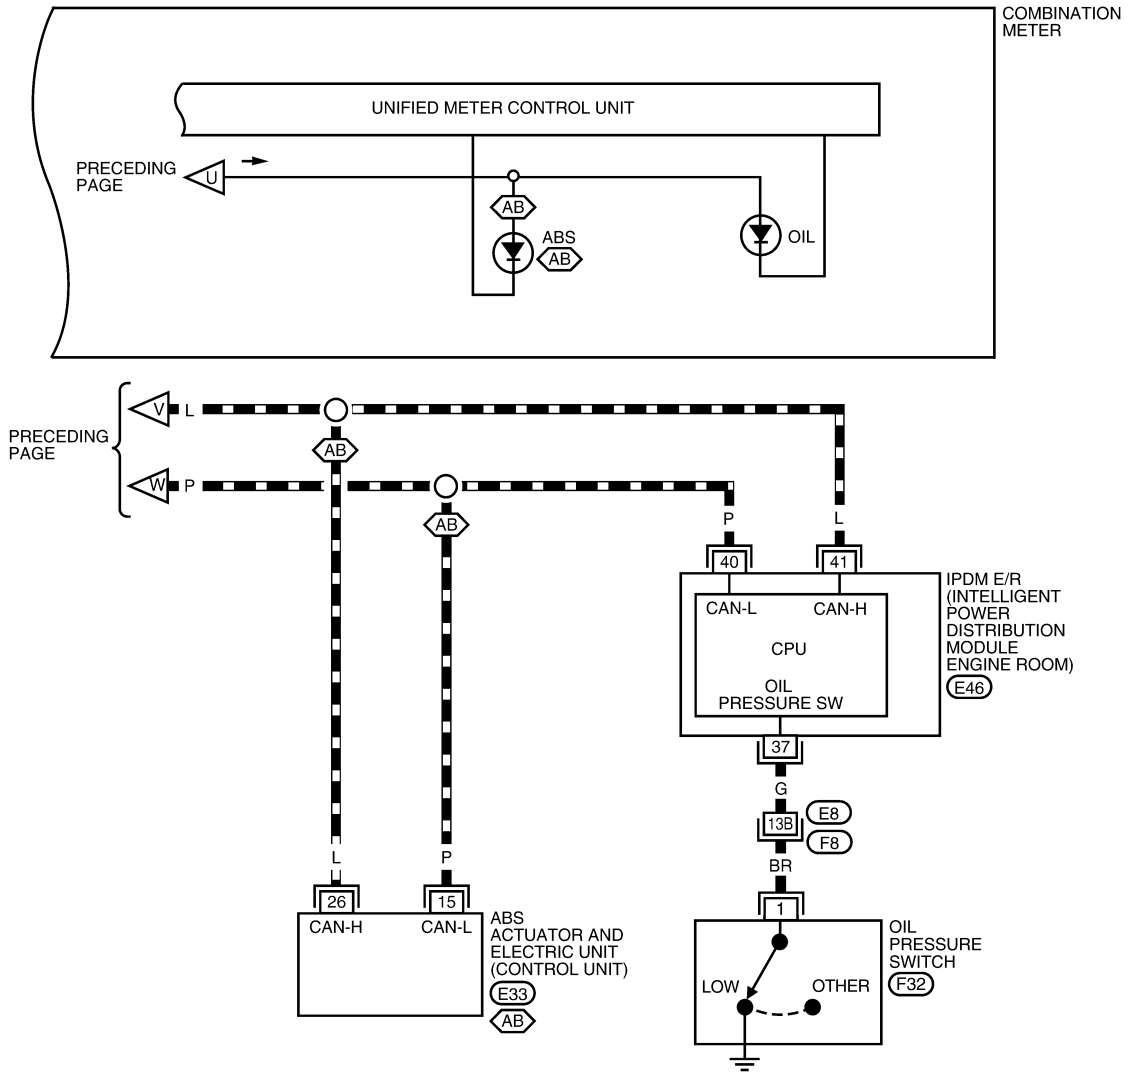 COMBINATION
METER
UNIFIED METER CONTROL UNIT
PRECEDING
PAGE
U
AB
ABS
AB
OIL
PRECEDING
PAGE
V
L
AB
W
P
AB
P
L
40
41
CAN-L
CAN-H
CPU
OIL
PRESSURE SW
IPDM E/R
(INTELLIGENT
POWER
DISTRIBUTION
MODULE
ENGINE ROOM)
E46
37
G
13B
E8
F8
BR
1
L
P
26
15
CAN-H
CAN-L
ABS
ACTUATOR AND
ELECTRIC UNIT
(CONTROL UNIT)
E33
AB
LOW
OTHER
OIL
PRESSURE
SWITCH
F32